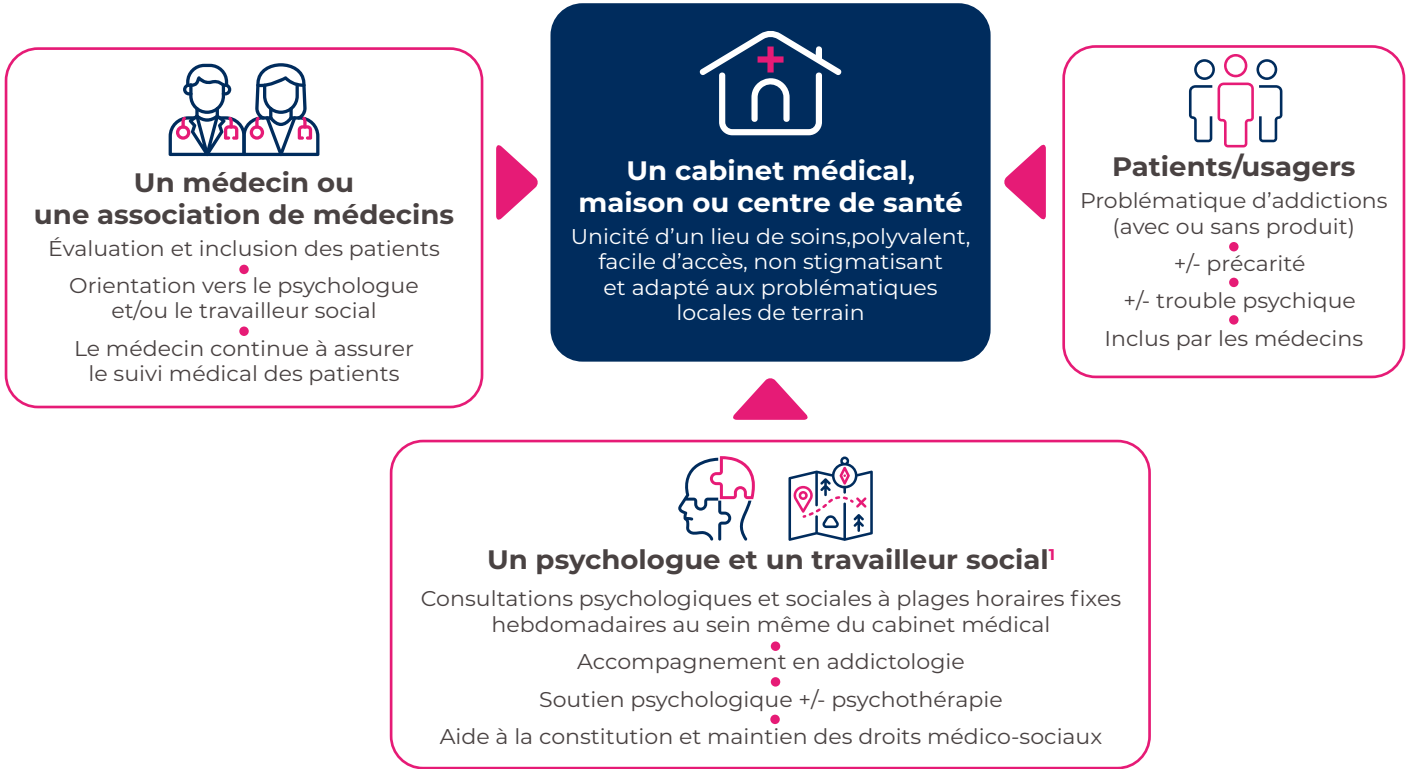 Un médecin ou
une association de médecins
Évaluation et inclusion des patients
Orientation vers le psychologue
et/ou le travailleur social
Le médecin continue à assurer
le suivi médical des patients
Un cabinet médical,
maison ou centre de santé
Unicité d’un lieu de soins,polyvalent,
facile d’accès, non stigmatisant
et adapté aux problématiques
locales de terrain
Patients/usagers
Problématique d’addictions
(avec ou sans produit)
+/- précarité
+/- trouble psychique
Inclus par les médecins
Un psychologue et un travailleur social¹
Consultations psychologiques et sociales à plages horaires fixes
hebdomadaires au sein même du cabinet médical
Accompagnement en addictologie
Soutien psychologique +/- psychothérapie
Aide à la constitution et maintien des droits médico-sociaux